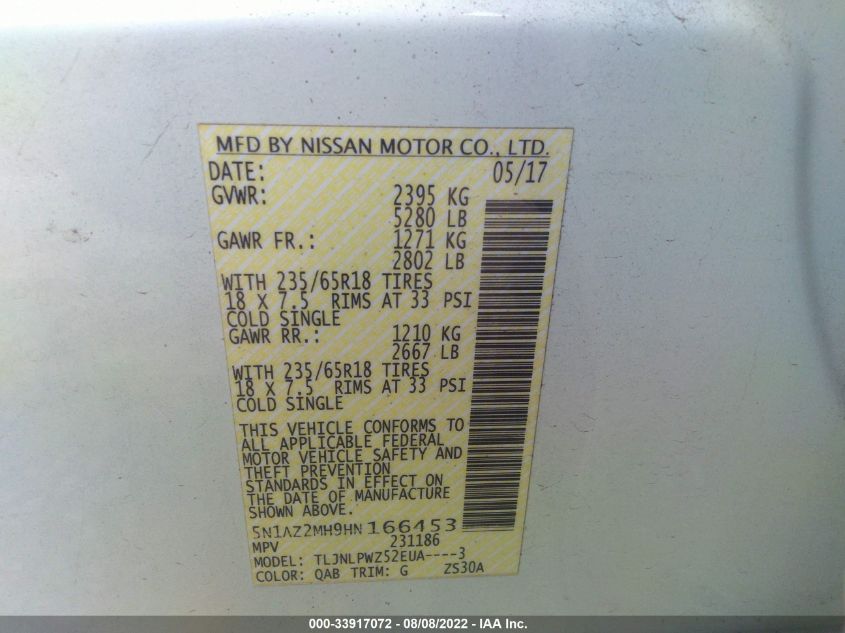 MFD BY NISSAN MOTOR CO., LTD.
DATE: 05/17
GVWR: 2395 KG
5280 LB
GAWR FR.: 1271 KG
2802 LB
WITH 235/65R18 TIRES
18 X 7.5 RIMS AT 33 PSI
COLD SINGLE
GAWR RR.: 1210 KG
2667 LB
WITH 235/65R18 TIRES
18 X 7.5 RIMS AT 33 PSI
COLD SINGLE
THIS VEHICLE CONFORMS TO
ALL APPLICABLE FEDERAL
MOTOR VEHICLE SAFETY AND
THEFT PREVENTION
STANDARDS IN EFFECT ON
THE DATE OF MANUFACTURE
SHOWN ABOVE.
5N1AZ2MH9HN166453
MPV 231186
MODEL: TLJNLPWZ52EUA----3
COLOR: QAB TRIM: G ZS30A
000-33917072 - 08/08/2022 - IAA Inc.